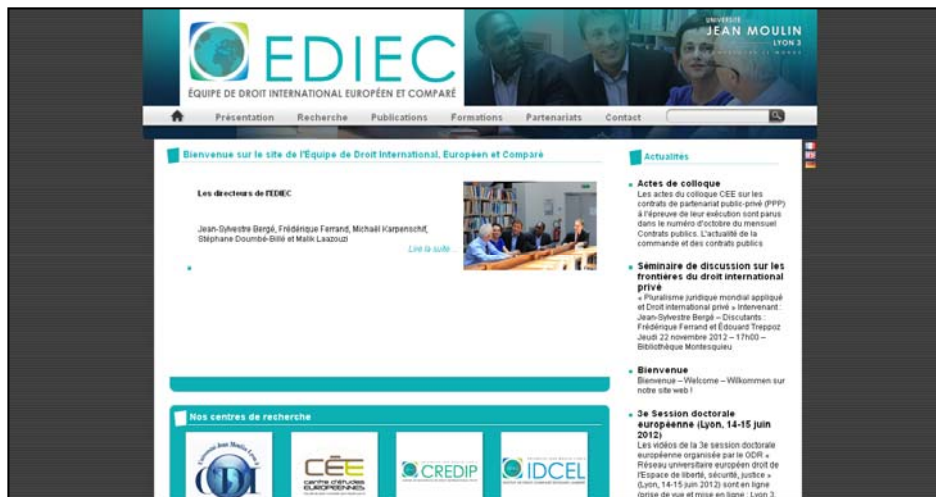 UNIVERSITÉ
JEAN MOULIN
LYON 3
EDIEC
ÉQUIPE DE DROIT INTERNATIONAL EUROPÉEN ET COMPARÉ
Présentation Recherche Publications Formations Partenariats Contact
Bienvenue sur le site de l'Équipe de Droit International, Européen et Comparé
Les directeurs de l'EDIEC
Jean-Sylvestre Bergé, Frédérique Ferrand, Michaël Karpenschif,
Stéphane Doumbé-Billé et Malik Laazouzi
Lire la suite...
Nos centres de recherche
CÉE
centre d'études
EUROPÉENNES
CREDIP
IDCEL
Actualités
Actes de colloque
Les actes du colloque CEE sur les
contrats de partenariat public-privé (PPP)
à l'épreuve de leur exécution sont parus
dans le numéro d'octobre du mensuel
Contrats publics. L'actualité de la
commande et des contrats publics
Séminaire de discussion sur les
frontières du droit international
privé
« Pluralisme juridique mondial appliqué
et Droit international privé » Intervenant :
Jean-Sylvestre Bergé – Discutants :
Frédérique Ferrand et Édouard Treppoz
Jeudi 22 novembre 2012 – 17h00 –
Bibliothèque Montesquieu
Bienvenue
Bienvenue – Welcome – Wilkommen sur
notre site web !
3e Session doctorale
européenne (Lyon, 14-15 juin
2012)
Les vidéos de la 3e session doctorale
européenne organisée par le ODR «
Réseau universitaire européen droit de
l'Espace de liberté, sécurité, justice »
(Lyon, 14-15 juin 2012) sont en ligne
(prise de vue et mise en ligne : Lyon 3,